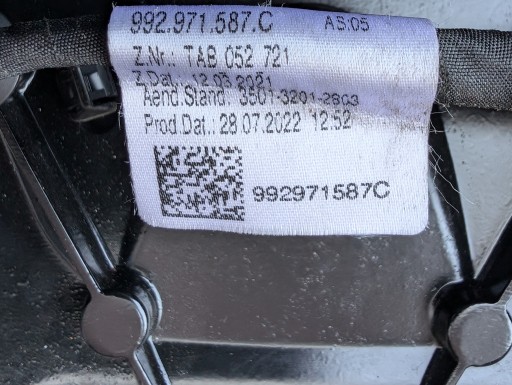 992.971.587.C AS:05
Z.Nr.: TAB 052 721
Z.Dat.: 12.03.2021
Aend.Stand.: 3501-3201-2803
Prod.Dat.: 28.07.2022 12:52
992971587C